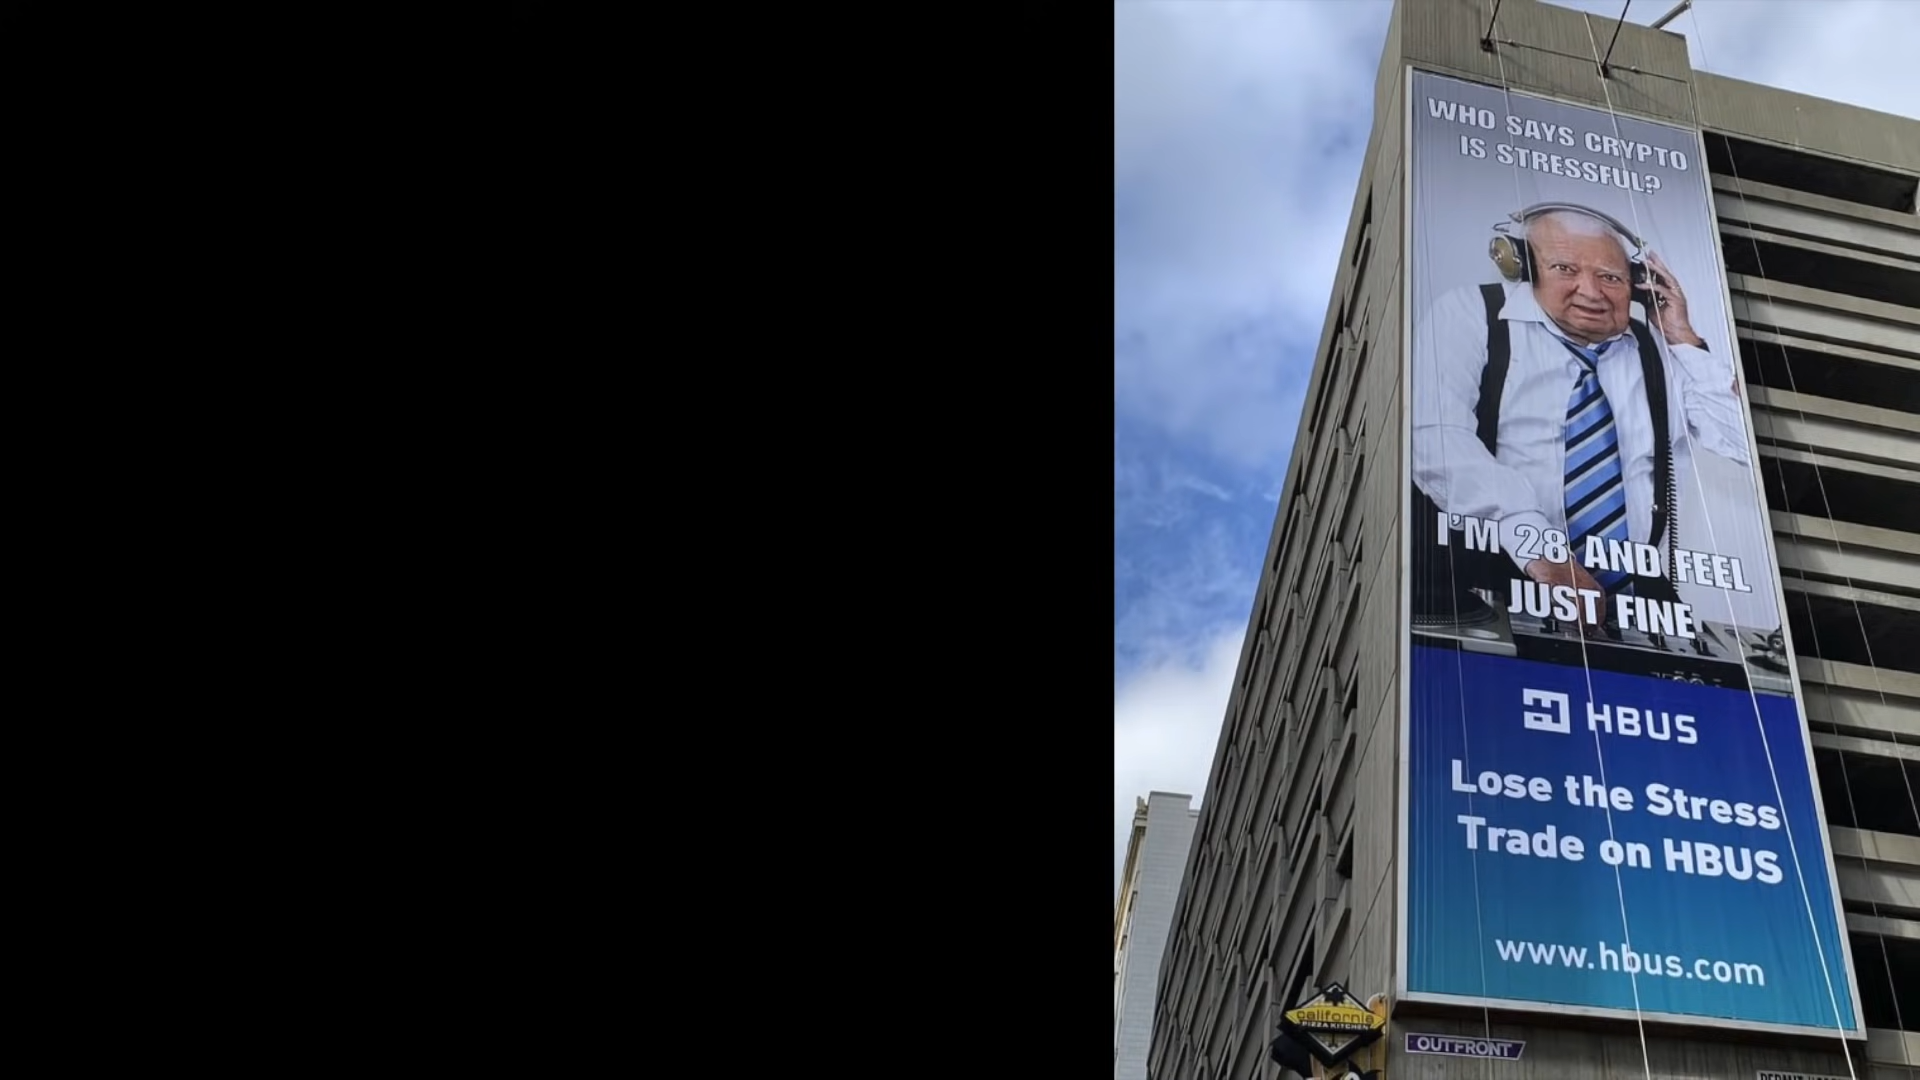 WHO SAYS CRYPTO
IS STRESSFUL?
I'M 28 AND FEEL
JUST FINE
HBUS
Lose the Stress
Trade on HBUS
www.hbus.com
california
PIZZA KITCHEN
OUTFRONT